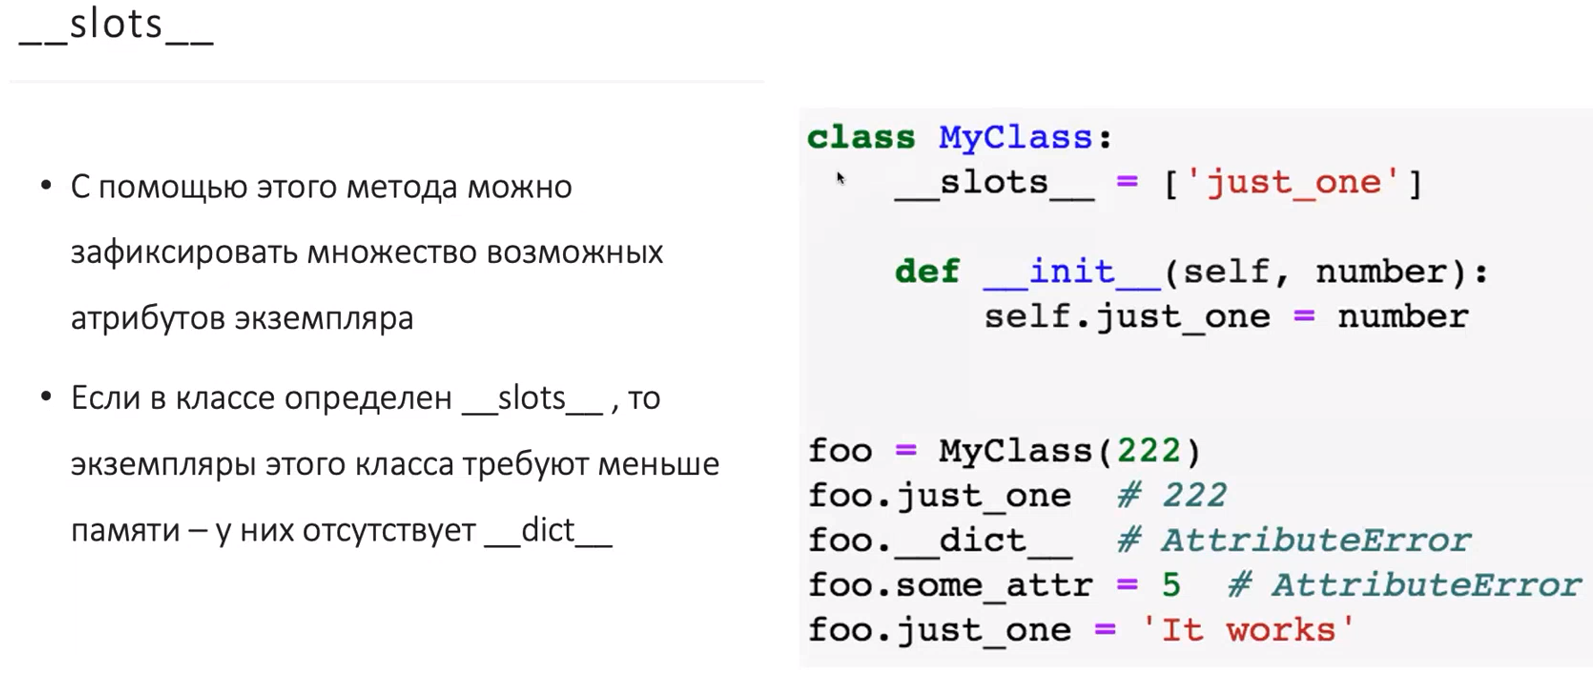 __slots__
• С помощью этого метода можно
зафиксировать множество возможных
атрибутов экземпляра
• Если в классе определен __slots__ , то
экземпляры этого класса требуют меньше
памяти – у них отсутствует __dict__
class MyClass:
    __slots__ = ['just_one']
    def __init__(self, number):
        self.just_one = number
foo = MyClass(222)
foo.just_one  # 222
foo.__dict__  # AttributeError
foo.some_attr = 5  # AttributeError
foo.just_one = 'It works'